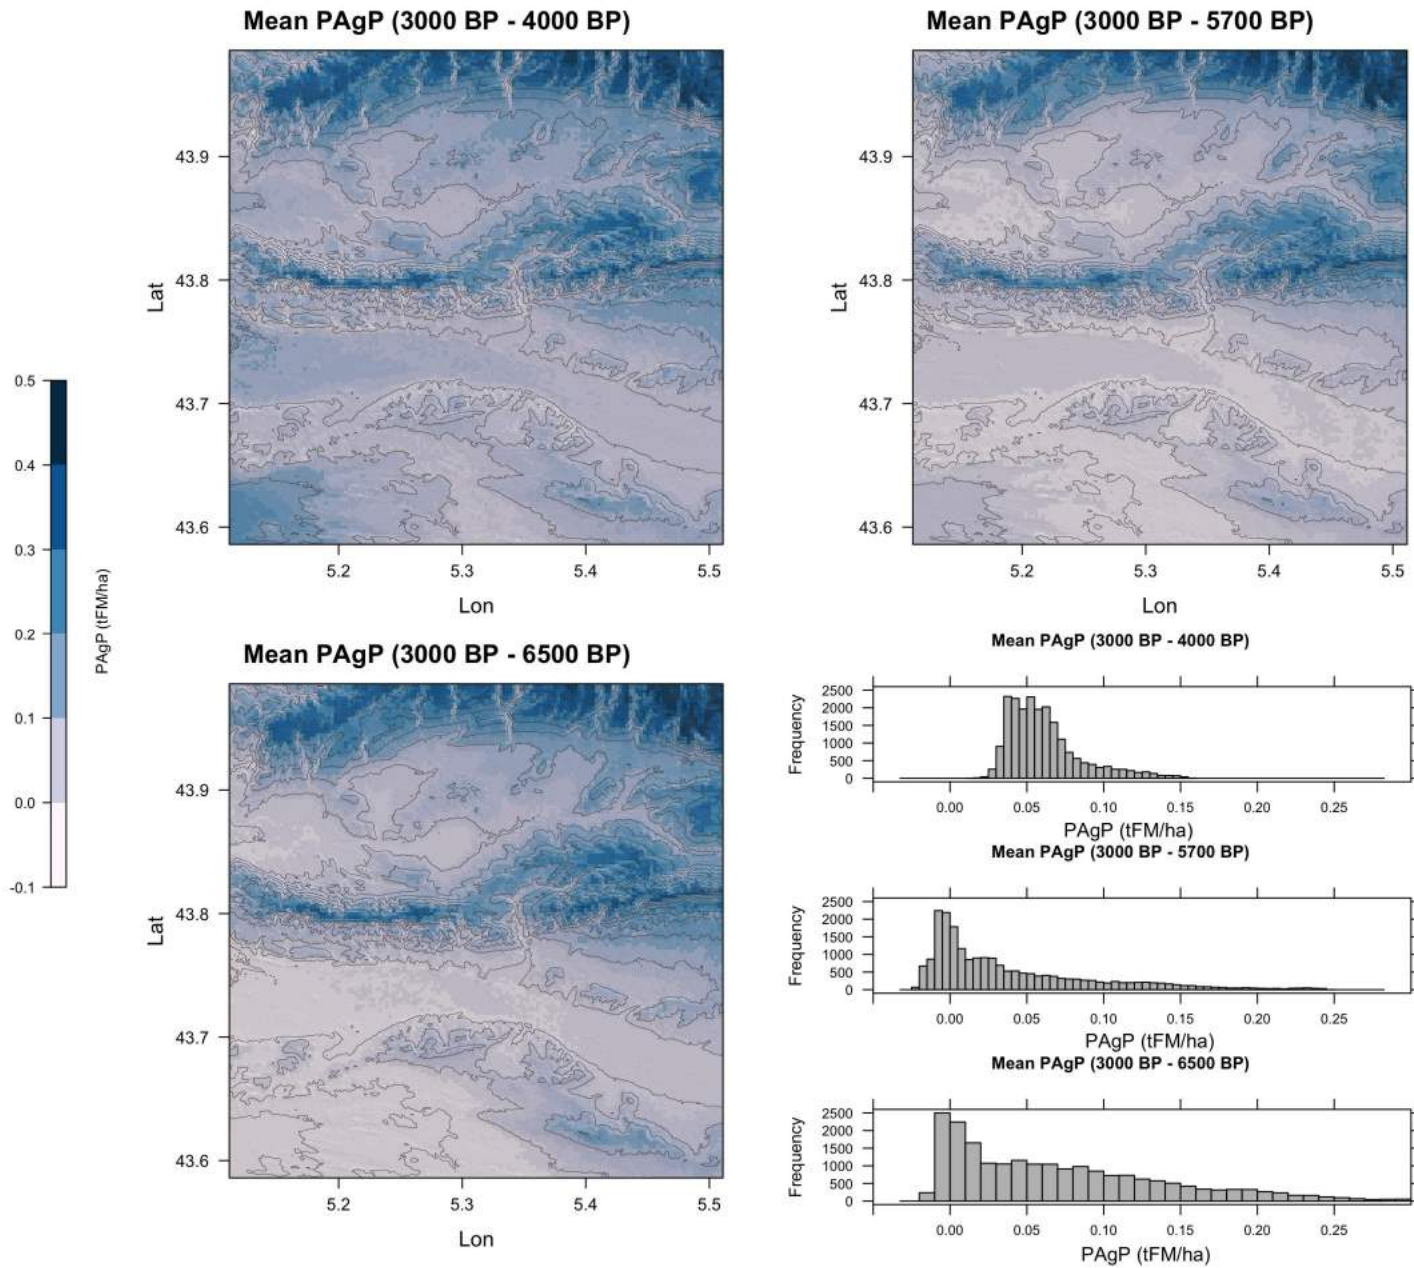 Mean PAgP (3000 BP - 4000 BP)
Lat
43.9
43.8
43.7
43.6
5.2 5.3 5.4 5.5
Lon
Mean PAgP (3000 BP - 5700 BP)
Lat
43.9
43.8
43.7
43.6
5.2 5.3 5.4 5.5
Lon
0.5
0.4
0.3
0.2
0.1
0.0
-0.1
PAgP (tFM/ha)
Mean PAgP (3000 BP - 6500 BP)
Lat
43.9
43.8
43.7
43.6
5.2 5.3 5.4 5.5
Lon
Mean PAgP (3000 BP - 4000 BP)
Frequency
2500
2000
1500
1000
500
0
0.00 0.05 0.10 0.15 0.20 0.25
PAgP (tFM/ha)
Mean PAgP (3000 BP - 5700 BP)
Frequency
2500
2000
1500
1000
500
0
0.00 0.05 0.10 0.15 0.20 0.25
PAgP (tFM/ha)
Mean PAgP (3000 BP - 6500 BP)
Frequency
2500
2000
1500
1000
500
0
0.00 0.05 0.10 0.15 0.20 0.25
PAgP (tFM/ha)